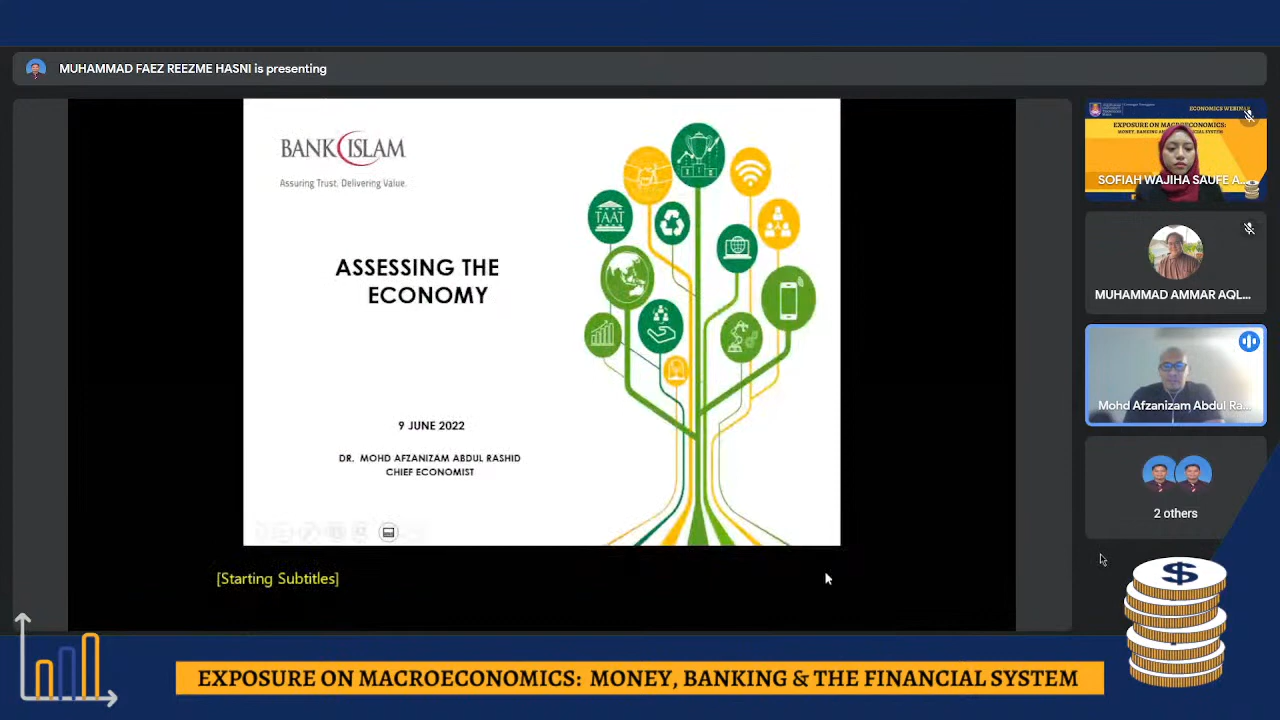 MUHAMMAD FAEZ REEZME HASNI is presenting
BANK ISLAM
Assuring Trust. Delivering Value.
ASSESSING THE
ECONOMY
9 JUNE 2022
DR. MOHD AFZANIZAM ABDUL RASHID
CHIEF ECONOMIST
TAAT
[Starting Subtitles]
ECONOMICS WEBINAR
EXPOSURE ON MACROECONOMICS:
SOFIAH WAJIHA SAUFE A...
MUHAMMAD AMMAR AQL...
Mohd Afzanizam Abdul Ra...
2 others
$
EXPOSURE ON MACROECONOMICS: MONEY, BANKING & THE FINANCIAL SYSTEM